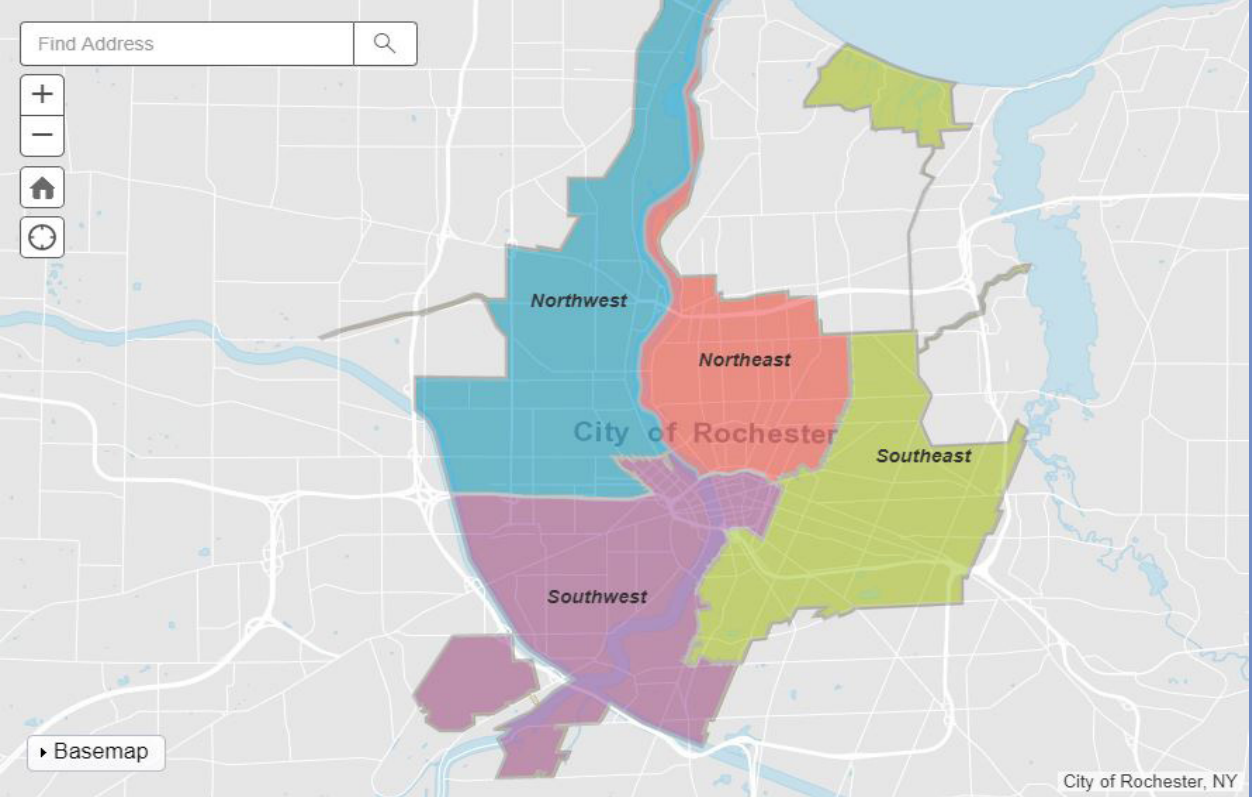 Find Address
+
−
Northwest
Northeast
City of Rochester
Southeast
Southwest
Basemap
City of Rochester, NY